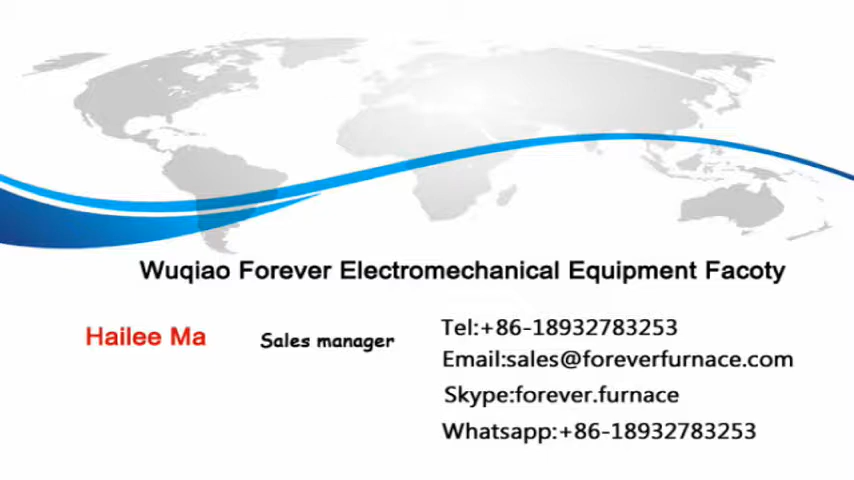 Wuqiao Forever Electromechanical Equipment Facoty
Hailee Ma
Sales manager
Tel:+86-18932783253
Email:sales@foreverfurnace.com
Skype:forever.furnace
Whatsapp:+86-18932783253